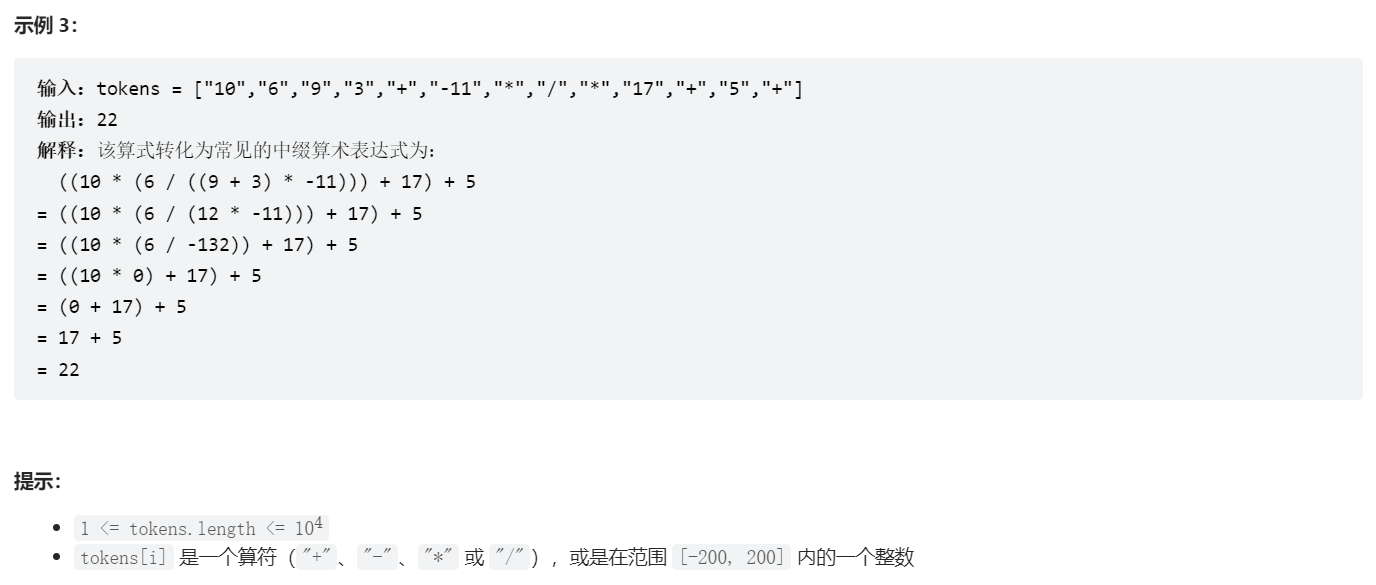 示例 3：
输入：tokens = ["10","6","9","3","+","-11","*","/","*","17","+","5","+"]
输出：22
解释：该算式转化为常见的中缀算术表达式为：
  ((10 * (6 / ((9 + 3) * -11))) + 17) + 5
= ((10 * (6 / (12 * -11))) + 17) + 5
= ((10 * (6 / -132)) + 17) + 5
= ((10 * 0) + 17) + 5
= (0 + 17) + 5
= 17 + 5
= 22
提示：
• 1 <= tokens.length <= 10⁴
• tokens[i] 是一个算符（"+"、"-"、"*" 或 "/"），或是在范围 [-200, 200] 内的一个整数